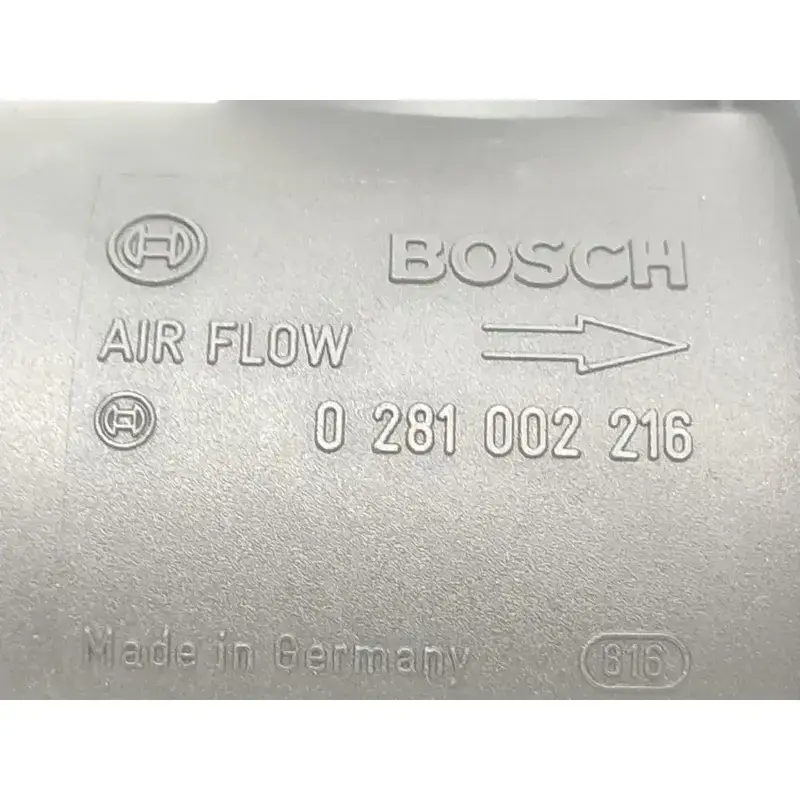 BOSCH
AIR FLOW
0 281 002 216
Made in Germany 816